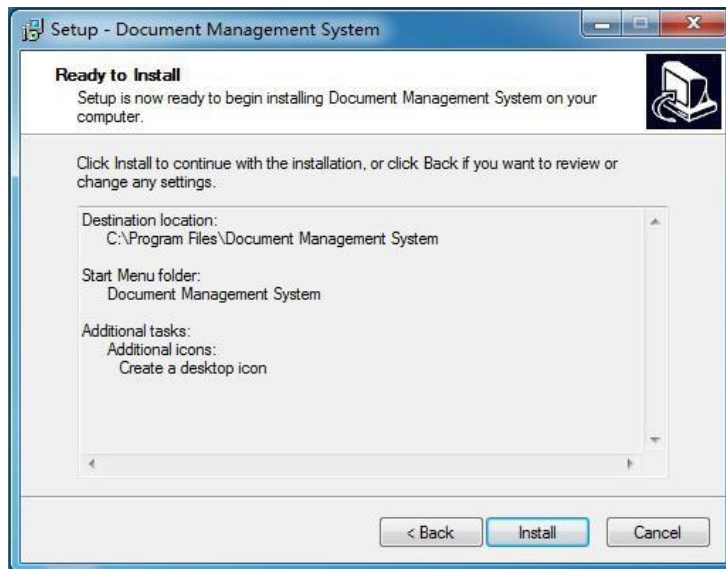 Setup - Document Management System
Ready to Install
Setup is now ready to begin installing Document Management System on your
computer.
Click Install to continue with the installation, or click Back if you want to review or
change any settings.
Destination location:
C:\Program Files\Document Management System
Start Menu folder:
Document Management System
Additional tasks:
Additional icons:
Create a desktop icon
< Back
Install
Cancel